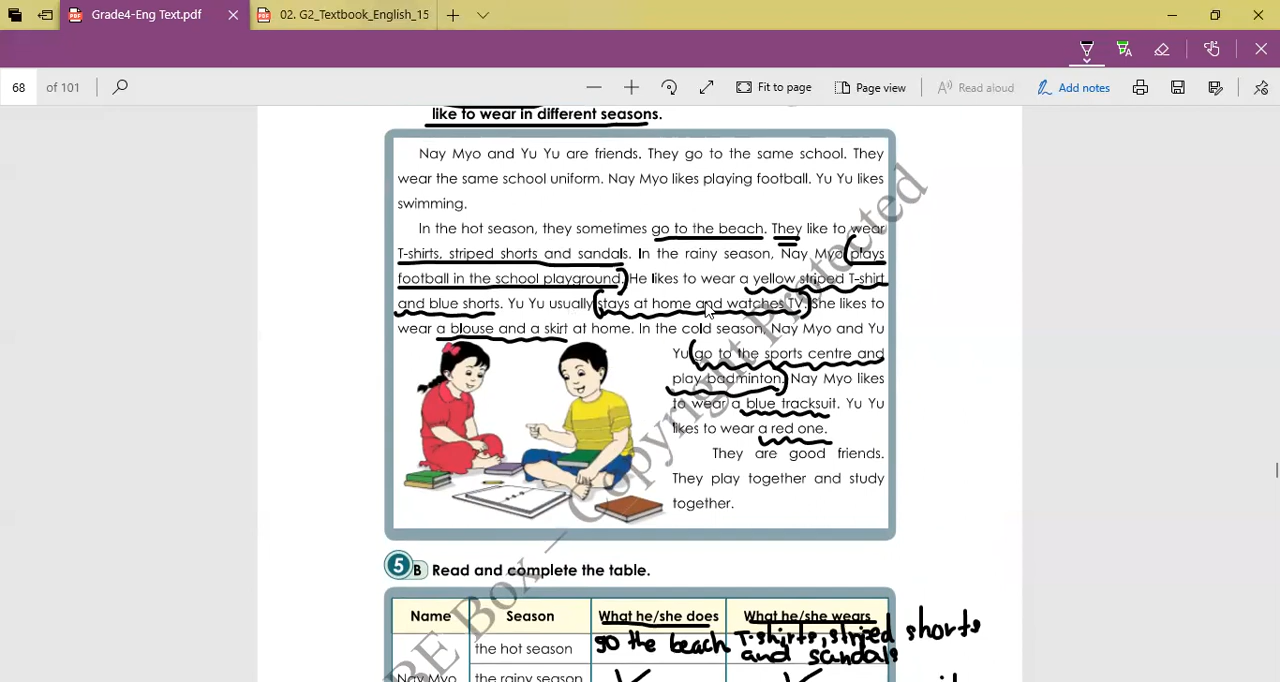 Grade4-Eng Text.pdf
02. G2_Textbook_English_15
68 of 101
Fit to page
Page view
Read aloud
Add notes
like to wear in different seasons.
Nay Myo and Yu Yu are friends. They go to the same school. They
wear the same school uniform. Nay Myo likes playing football. Yu Yu likes
swimming.
In the hot season, they sometimes go to the beach. They like to wear
T-shirts, striped shorts and sandals. In the rainy season, Nay Myo plays
football in the school playground. He likes to wear a yellow striped T-shirt
and blue shorts. Yu Yu usually stays at home and watches TV. She likes to
wear a blouse and a skirt at home. In the cold season, Nay Myo and Yu
Yu go to the sports centre and
play badminton. Nay Myo likes
to wear a blue tracksuit. Yu Yu
likes to wear a red one.
They are good friends.
They play together and study
together.
BE Box – Copyright Protected
5 B Read and complete the table.
Name Season What he/she does What he/she wears
the hot season go the beach T-shirts, striped shorts
and sandals
Nay Myo the rainy season